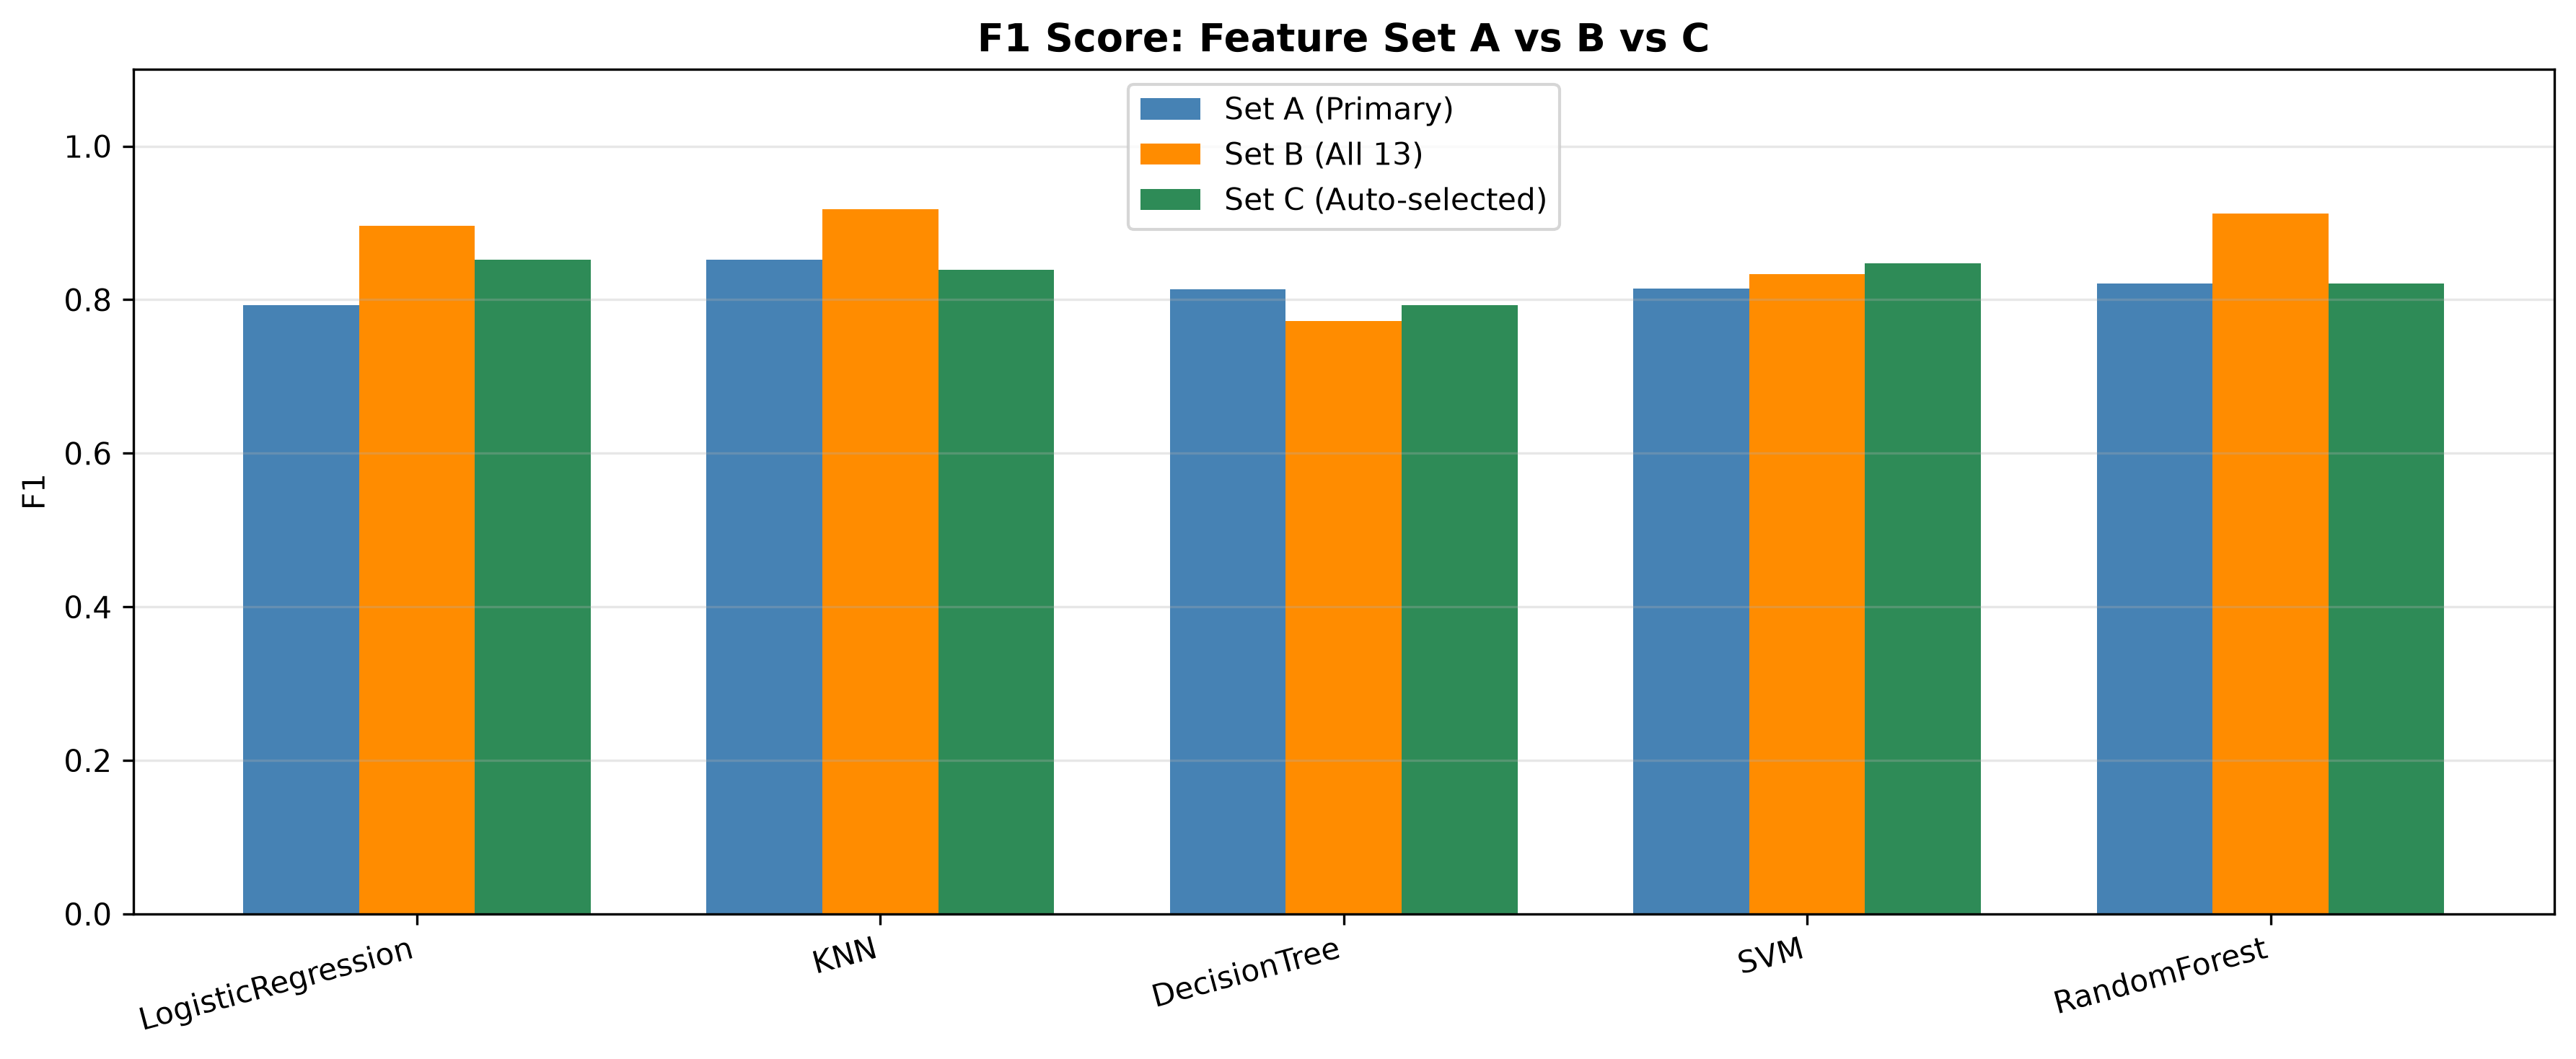 F1 Score: Feature Set A vs B vs C
Set A (Primary)
Set B (All 13)
Set C (Auto-selected)
F1
1.0
0.8
0.6
0.4
0.2
0.0
LogisticRegression
KNN
DecisionTree
SVM
RandomForest